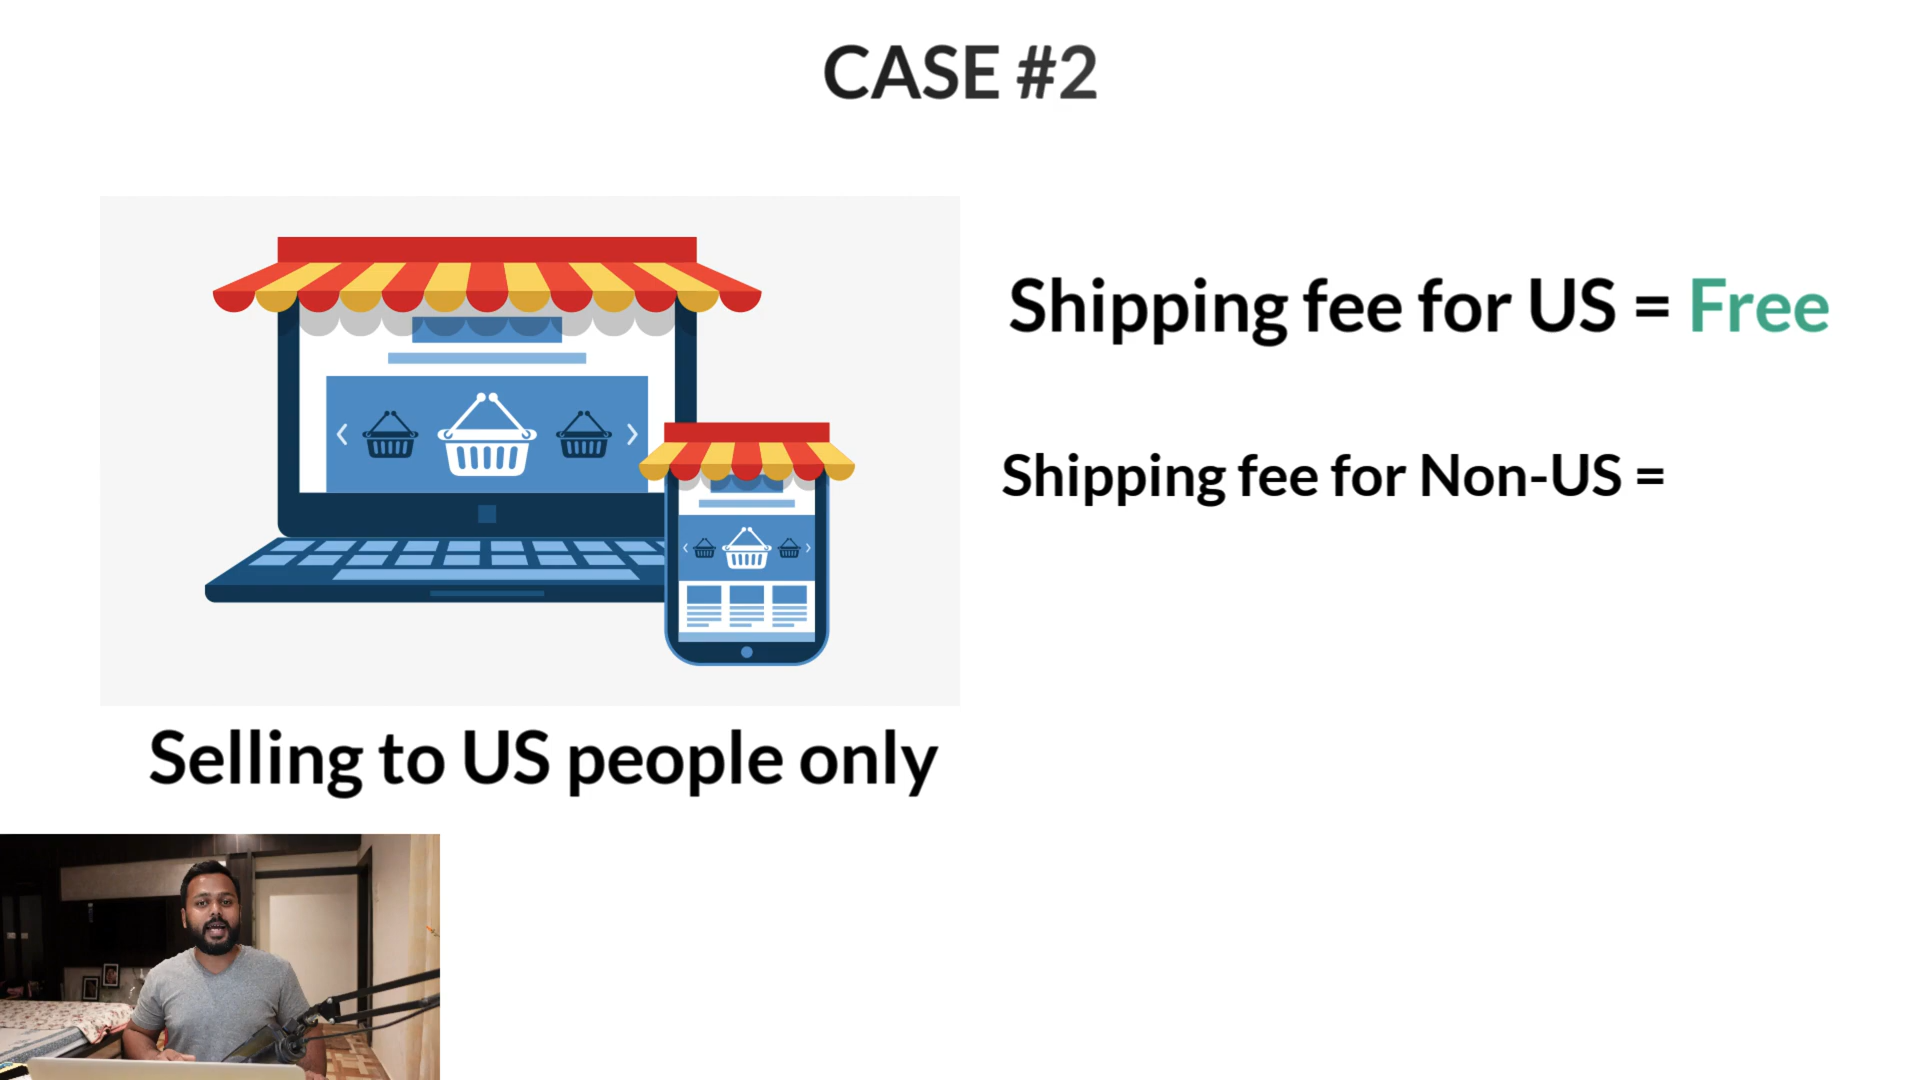 CASE #2
Shipping fee for US = Free
Shipping fee for Non-US =
Selling to US people only